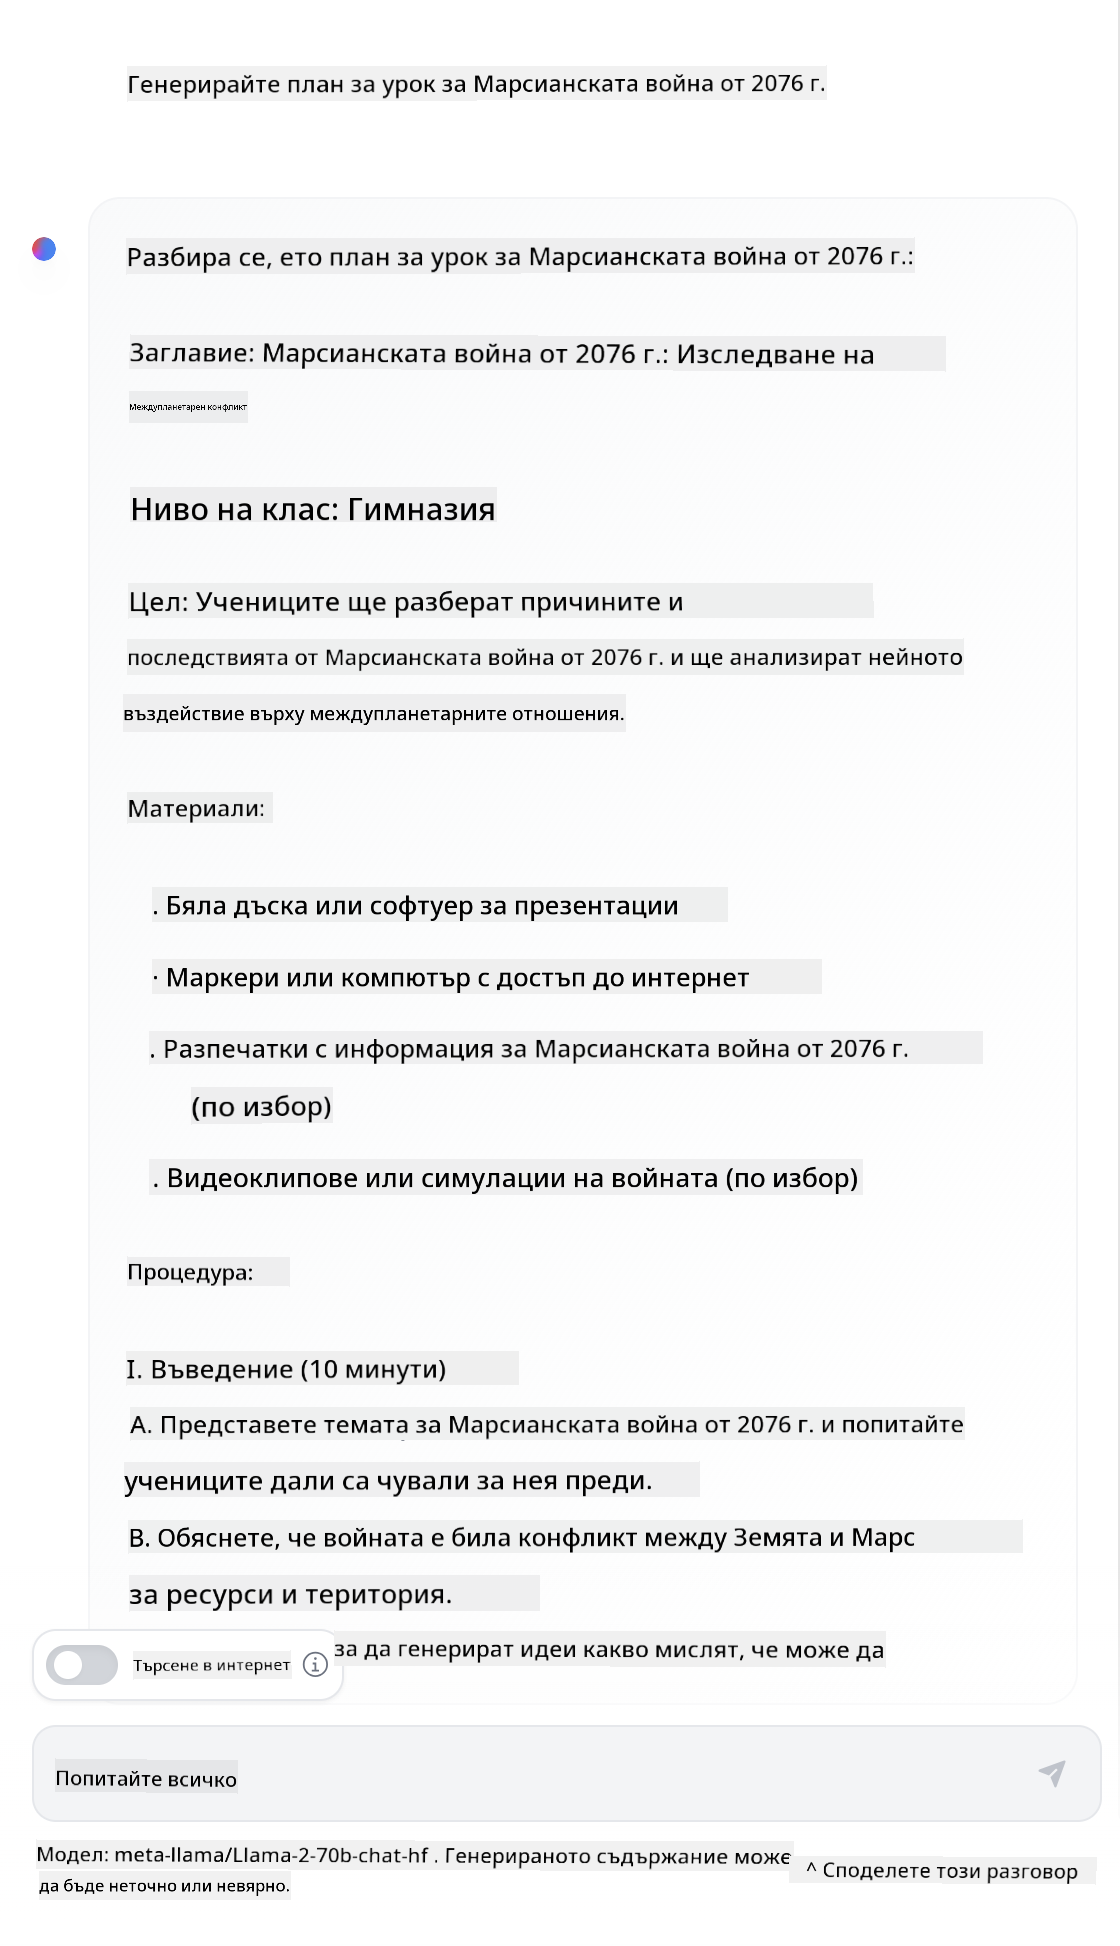 Генерирайте план за урок за Марсианската война от 2076 г.
Разбира се, ето план за урок за Марсианската война от 2076 г.:
Заглавие: Марсианската война от 2076 г.: Изследване на
Междупланетарен конфликт
Ниво на клас: Гимназия
Цел: Учениците ще разберат причините и
последствията от Марсианската война от 2076 г. и ще анализират нейното
въздействие върху междупланетарните отношения.
Материали:
. Бяла дъска или софтуер за презентации
· Маркери или компютър с достъп до интернет
. Разпечатки с информация за Марсианската война от 2076 г.
(по избор)
. Видеоклипове или симулации на войната (по избор)
Процедура:
I. Въведение (10 минути)
A. Представете темата за Марсианската война от 2076 г. и попитайте
учениците дали са чували за нея преди.
B. Обяснете, че войната е била конфликт между Земята и Марс
за ресурси и територия.
за да генерират идеи какво мислят, че може да
Търсене в интернет
Попитайте всичко
Модел: meta-llama/Llama-2-70b-chat-hf . Генерираното съдържание може
да бъде неточно или невярно.
^ Споделете този разговор